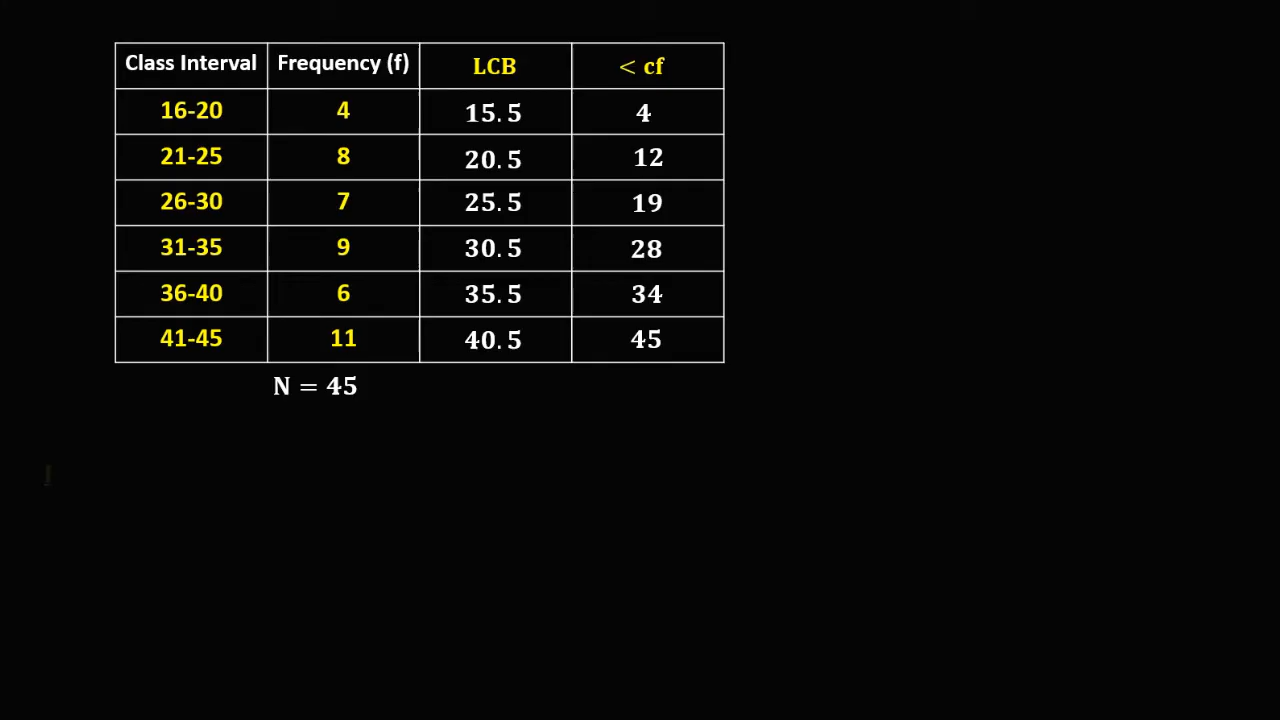 Class Interval Frequency (f) LCB < cf
16-20 4 15.5 4
21-25 8 20.5 12
26-30 7 25.5 19
31-35 9 30.5 28
36-40 6 35.5 34
41-45 11 40.5 45
N = 45